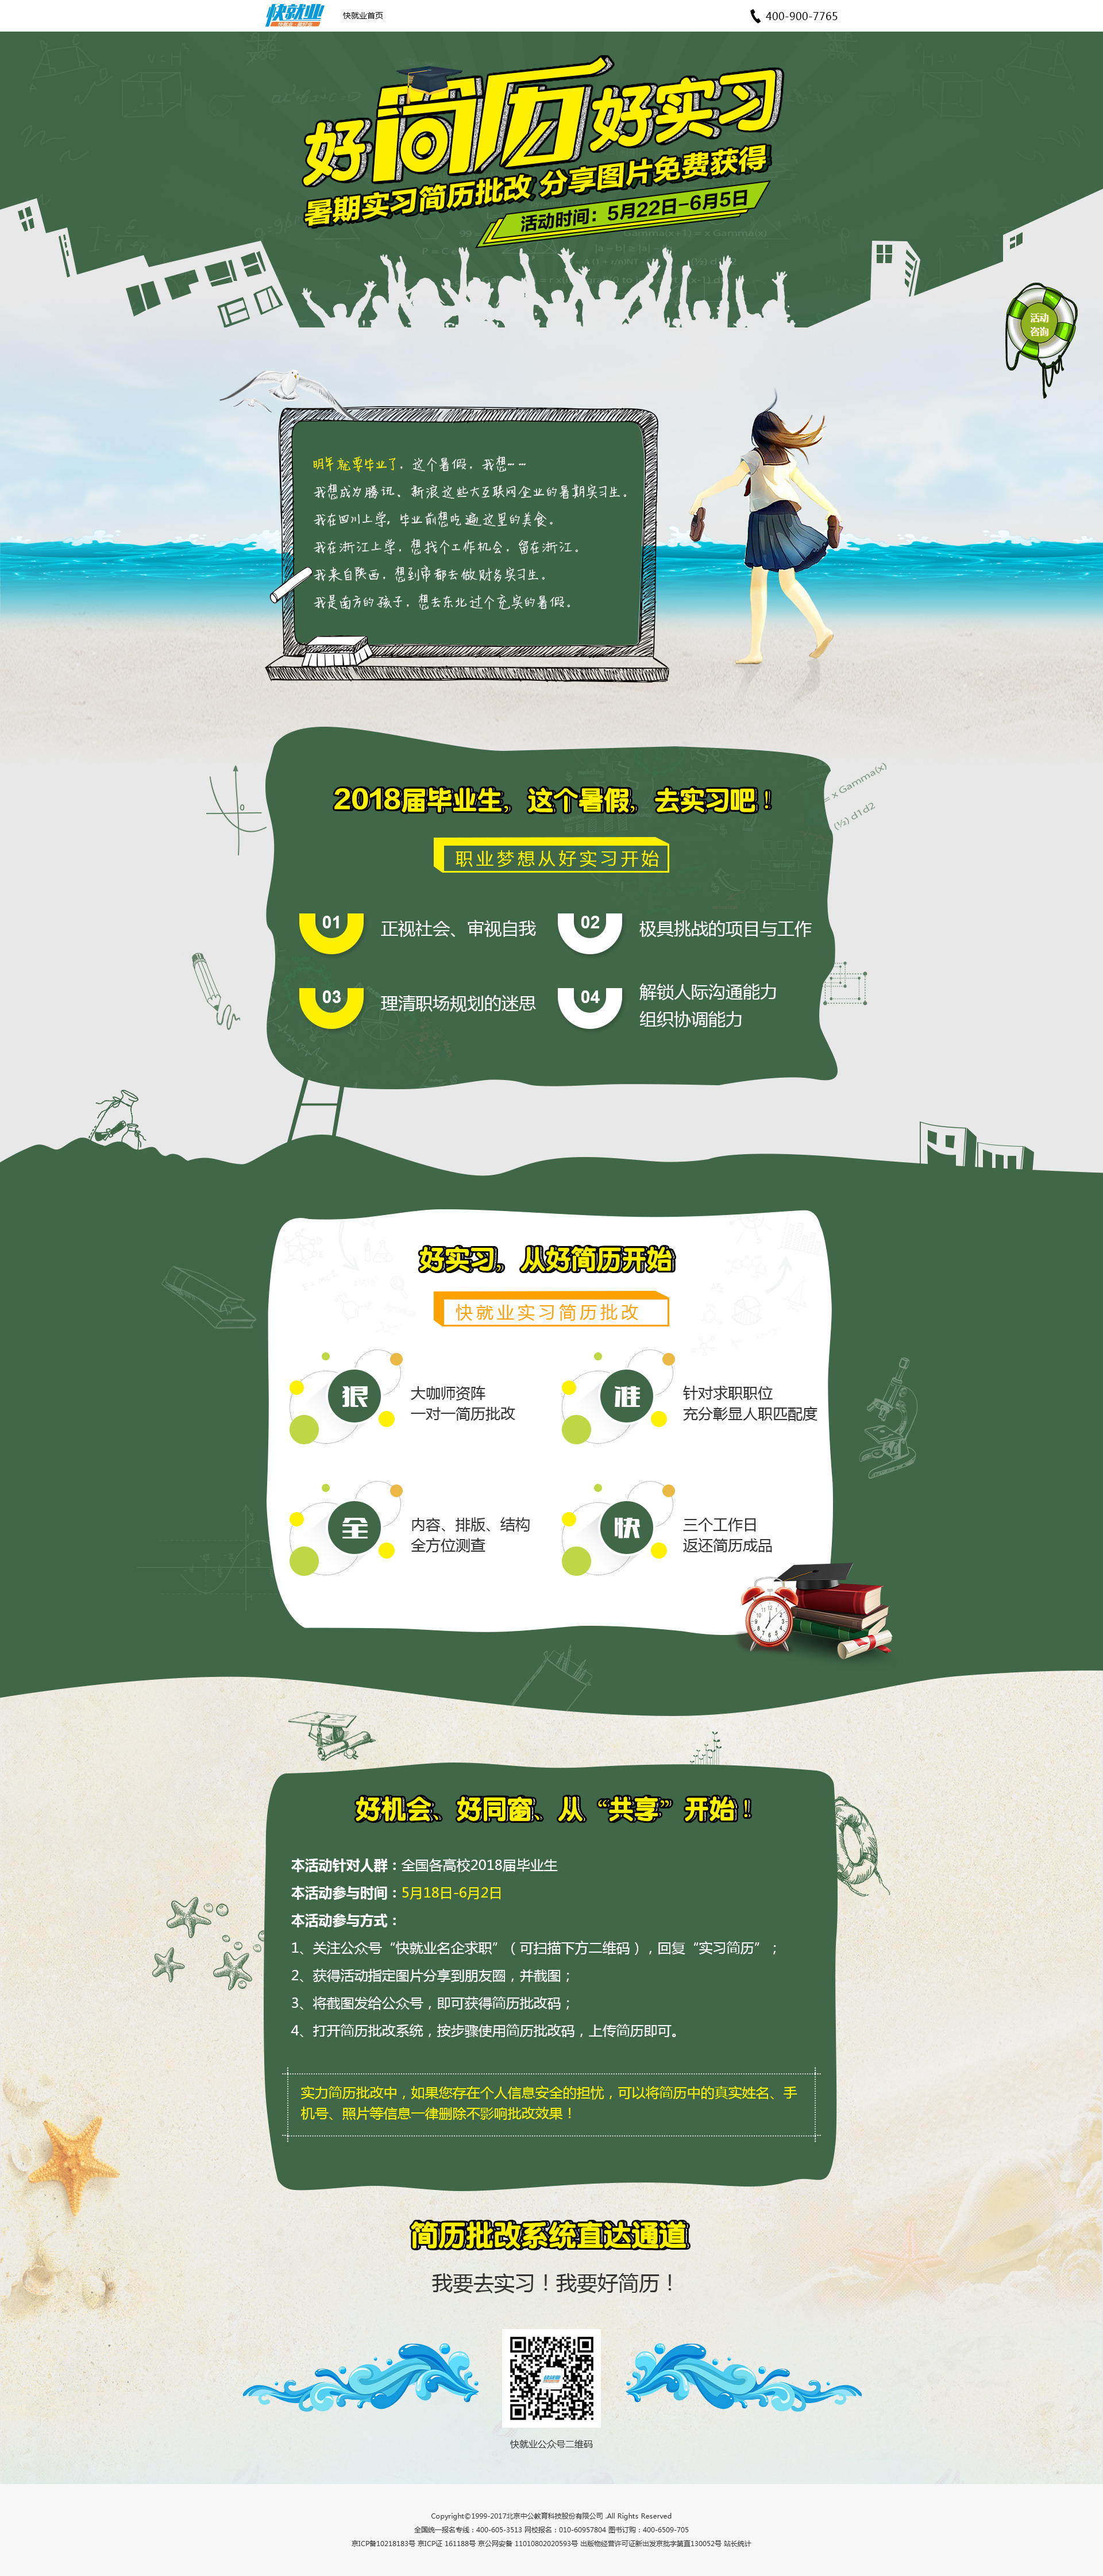 快就业
快就业首页
400-900-7765
好简历好实习
暑期实习简历批改 分享图片免费获得
活动时间：5月22日-6月5日
活动
咨询
明年就要毕业了，这个暑假，我想……
我想成为腾讯、新浪这些大互联网企业的暑期实习生。
我在四川上学，毕业前想吃遍这里的美食。
我在浙江上学，想找个工作机会，留在浙江。
我来自陕西，想到帝都去做财务实习生。
我是南方的孩子，想去东北过个充实的暑假。
2018届毕业生，这个暑假，去实习吧！
职业梦想从好实习开始
01 正视社会、审视自我
02 极具挑战的项目与工作
03 理清职场规划的迷思
04 解锁人际沟通能力
组织协调能力
好实习，从好简历开始
快就业实习简历批改
狠
大咖师资阵
一对一简历批改
准
针对求职职位
充分彰显人职匹配度
全
内容、排版、结构
全方位测查
快
三个工作日
返还简历成品
好机会、好同窗、从“共享”开始！
本活动针对人群：全国各高校2018届毕业生
本活动参与时间：5月18日-6月2日
本活动参与方式：
1、关注公众号“快就业名企求职”（可扫描下方二维码），回复“实习简历”；
2、获得活动指定图片分享到朋友圈，并截图；
3、将截图发给公众号，即可获得简历批改码；
4、打开简历批改系统，按步骤使用简历批改码，上传简历即可。
实力简历批改中，如果您存在个人信息安全的担忧，可以将简历中的真实姓名、手
机号、照片等信息一律删除不影响批改效果！
简历批改系统直达通道
我要去实习！我要好简历！
快就业公众号二维码
Copyright©1999-2017北京中公教育科技股份有限公司 .All Rights Reserved
全国统一报名专线：400-605-3513 网校报名：010-60957804 图书订购：400-6509-705
京ICP备10218183号 京ICP证 161188号 京公网安备 11010802020593号 出版物经营许可证新出发京批字第直130052号 站长统计